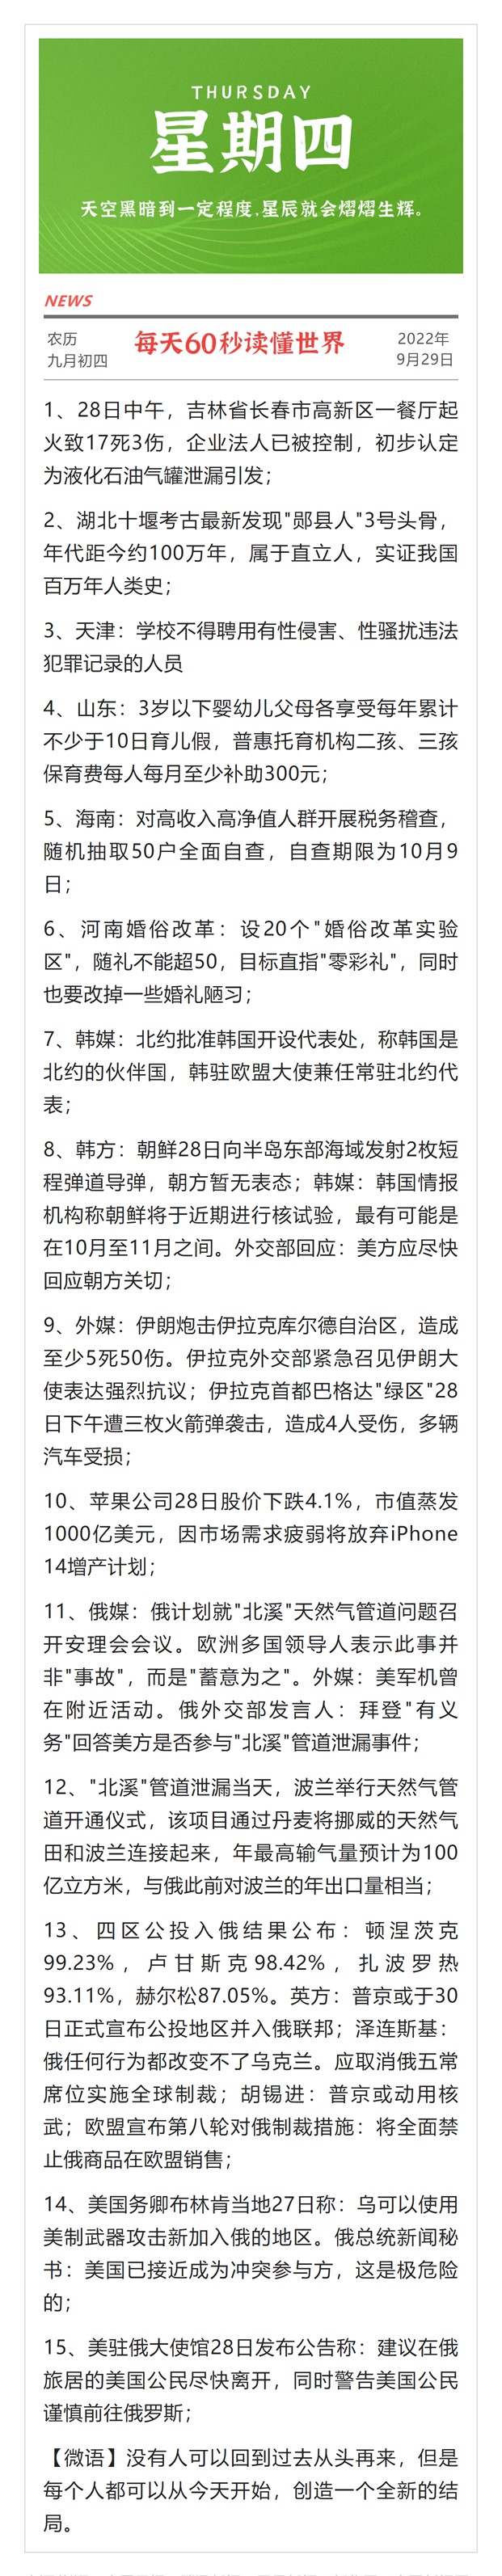 THURSDAY
星期四
天空黑暗到一定程度,星辰就会熠熠生辉。
NEWS
农历
九月初四
每天60秒读懂世界
2022年
9月29日
1、28日中午，吉林省长春市高新区一餐厅起
火致17死3伤，企业法人已被控制，初步认定
为液化石油气罐泄漏引发；
2、湖北十堰考古最新发现"郧县人"3号头骨，
年代距今约100万年，属于直立人，实证我国
百万年人类史；
3、天津：学校不得聘用有性侵害、性骚扰违法
犯罪记录的人员
4、山东：3岁以下婴幼儿父母各享受每年累计
不少于10日育儿假，普惠托育机构二孩、三孩
保育费每人每月至少补助300元；
5、海南：对高收入高净值人群开展税务稽查，
随机抽取50户全面自查，自查期限为10月9
日；
6、河南婚俗改革：设20个"婚俗改革实验
区"，随礼不能超50，目标直指"零彩礼"，同时
也要改掉一些婚礼陋习；
7、韩媒：北约批准韩国开设代表处，称韩国是
北约的伙伴国，韩驻欧盟大使兼任常驻北约代
表；
8、韩方：朝鲜28日向半岛东部海域发射2枚短
程弹道导弹，朝方暂无表态；韩媒：韩国情报
机构称朝鲜将于近期进行核试验，最有可能是
在10月至11月之间。外交部回应：美方应尽快
回应朝方关切；
9、外媒：伊朗炮击伊拉克库尔德自治区，造成
至少5死50伤。伊拉克外交部紧急召见伊朗大
使表达强烈抗议；伊拉克首都巴格达"绿区"28
日下午遭三枚火箭弹袭击，造成4人受伤，多辆
汽车受损；
10、苹果公司28日股价下跌4.1%，市值蒸发
1000亿美元，因市场需求疲弱将放弃iPhone
14增产计划；
11、俄媒：俄计划就"北溪"天然气管道问题召
开安理会会议。欧洲多国领导人表示此事并
非"事故"，而是"蓄意为之"。外媒：美军机曾
在附近活动。俄外交部发言人：拜登"有义
务"回答美方是否参与"北溪"管道泄漏事件；
12、"北溪"管道泄漏当天，波兰举行天然气管
道开通仪式，该项目通过丹麦将挪威的天然气
田和波兰连接起来，年最高输气量预计为100
亿立方米，与俄此前对波兰的年出口量相当；
13、四区公投入俄结果公布：顿涅茨克
99.23%，卢甘斯克98.42%，扎波罗热
93.11%，赫尔松87.05%。英方：普京或于30
日正式宣布公投地区并入俄联邦；泽连斯基：
俄任何行为都改变不了乌克兰。应取消俄五常
席位实施全球制裁；胡锡进：普京或动用核
武；欧盟宣布第八轮对俄制裁措施：将全面禁
止俄商品在欧盟销售；
14、美国务卿布林肯当地27日称：乌可以使用
美制武器攻击新加入俄的地区。俄总统新闻秘
书：美国已接近成为冲突参与方，这是极危险
的；
15、美驻俄大使馆28日发布公告称：建议在俄
旅居的美国公民尽快离开，同时警告美国公民
谨慎前往俄罗斯；
【微语】没有人可以回到过去从头再来，但是
每个人都可以从今天开始，创造一个全新的结
局。